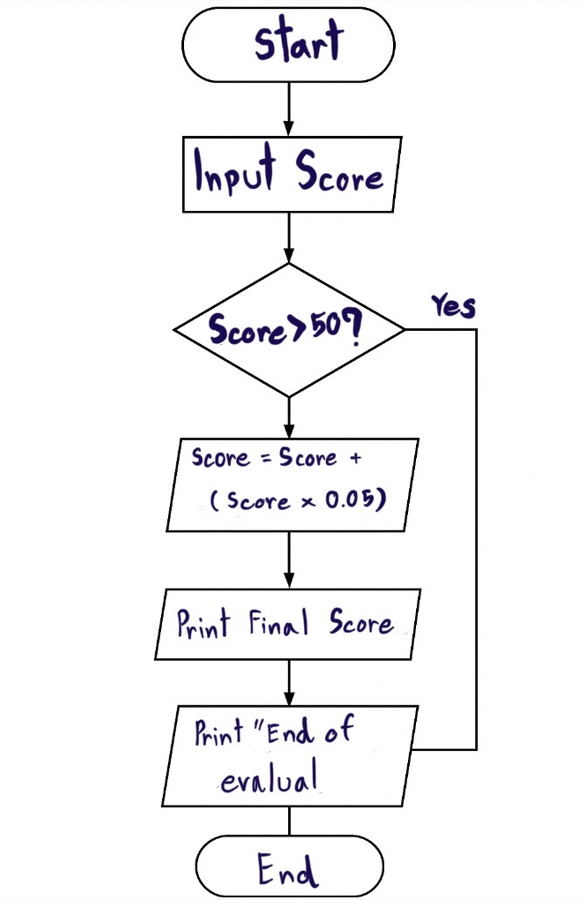 Start
Input Score
Yes
Score>50?
Score = Score +
(Score × 0.05)
Print Final Score
Print "End of
evalual
End